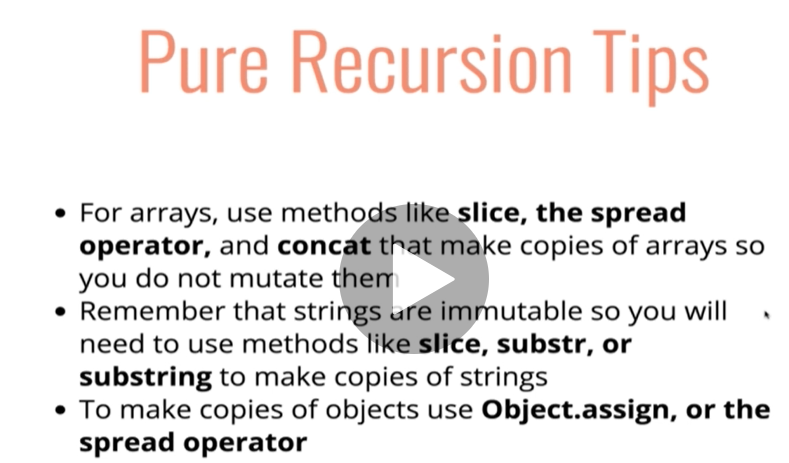 Pure Recursion Tips
• For arrays, use methods like slice, the spread
operator, and concat that make copies of arrays so
you do not mutate them
• Remember that strings are immutable so you will
need to use methods like slice, substr, or
substring to make copies of strings
• To make copies of objects use Object.assign, or the
spread operator